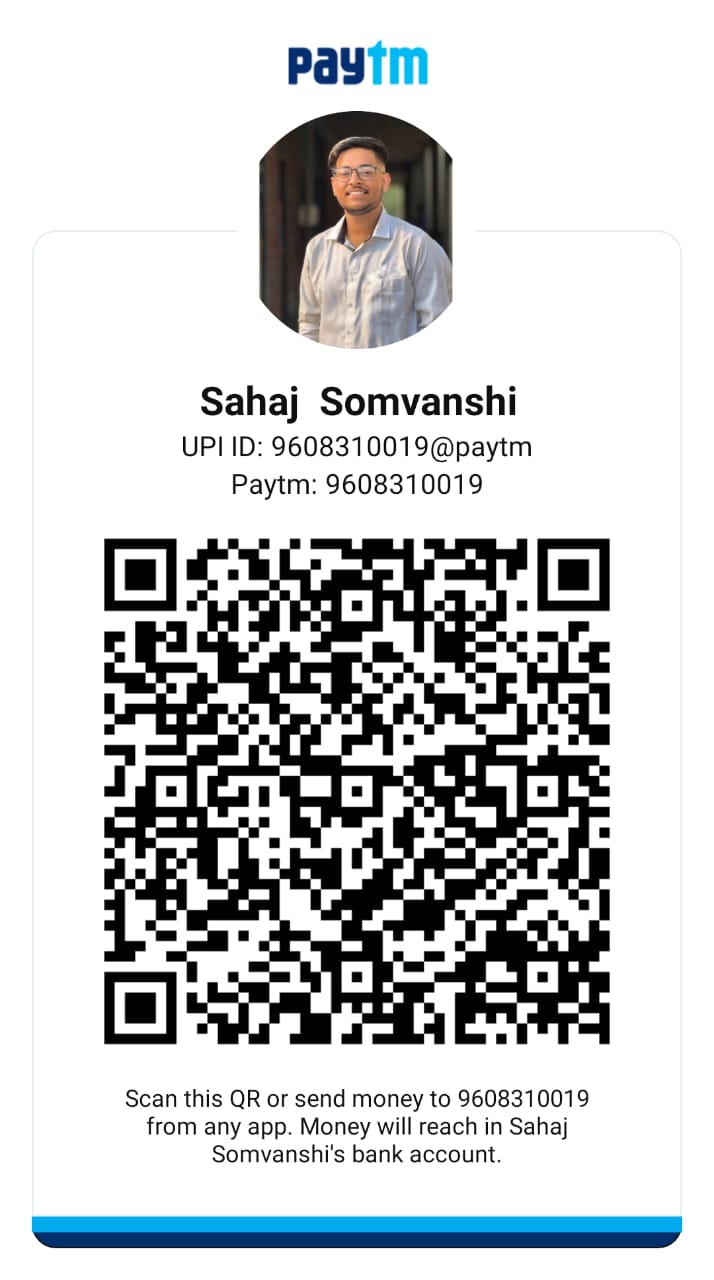 paytm
Sahaj Somvanshi
UPI ID: 9608310019@paytm
Paytm: 9608310019
Scan this QR or send money to 9608310019
from any app. Money will reach in Sahaj
Somvanshi's bank account.